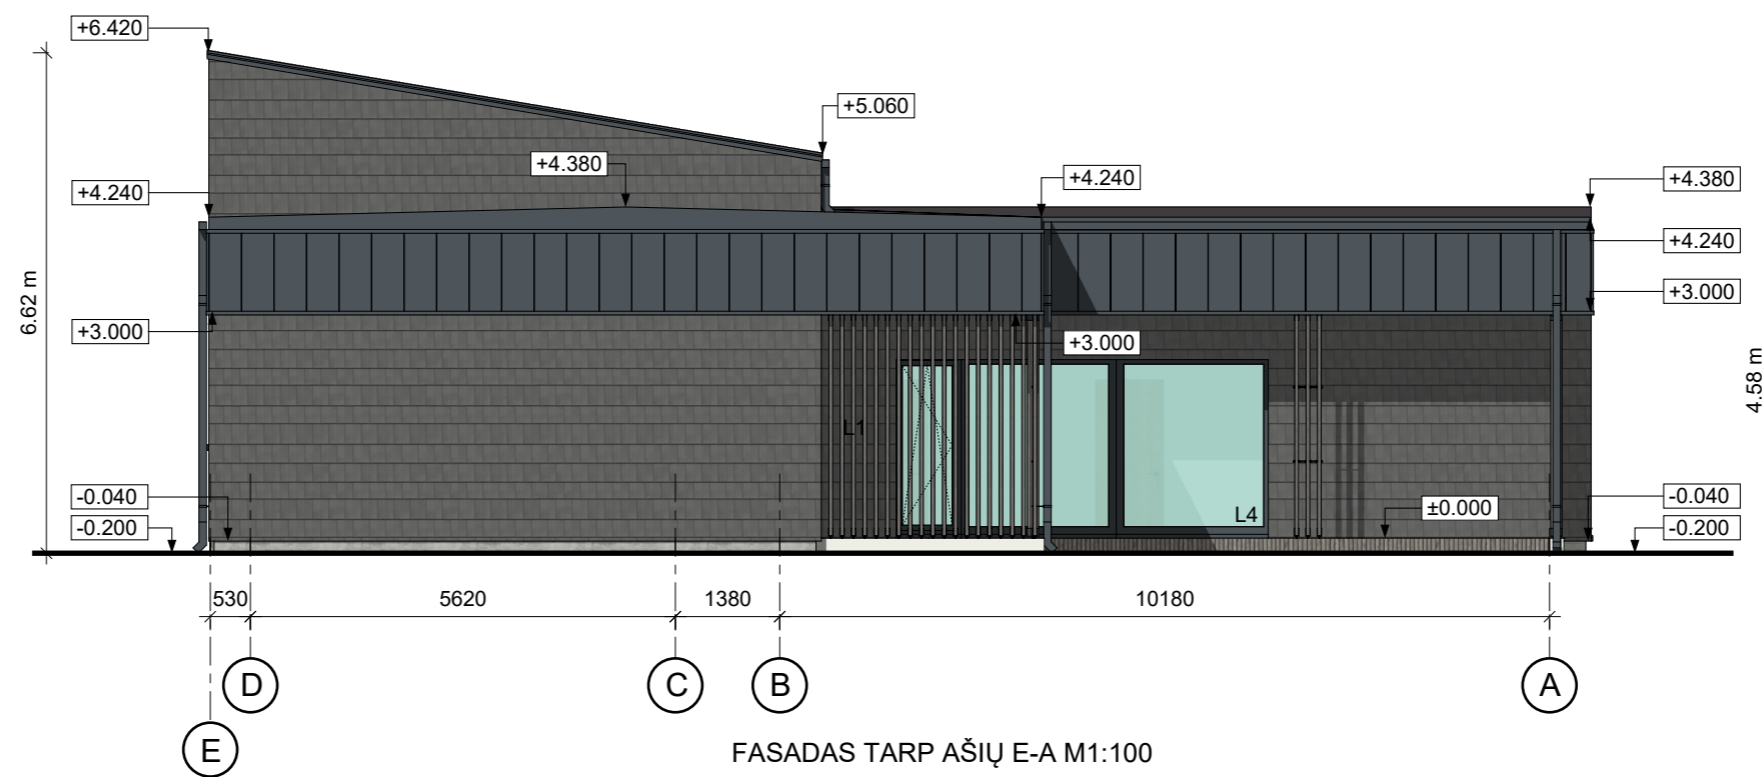 +6.420
+5.060
+4.380
+4.240
+4.240
+4.380
+4.240
+3.000
6.62 m
+3.000
+3.000
4.58 m
L1
L4
-0.040
-0.200
±0.000
-0.040
-0.200
530 5620 1380 10180
D C B A
E
FASADAS TARP AŠIŲ E-A M1:100